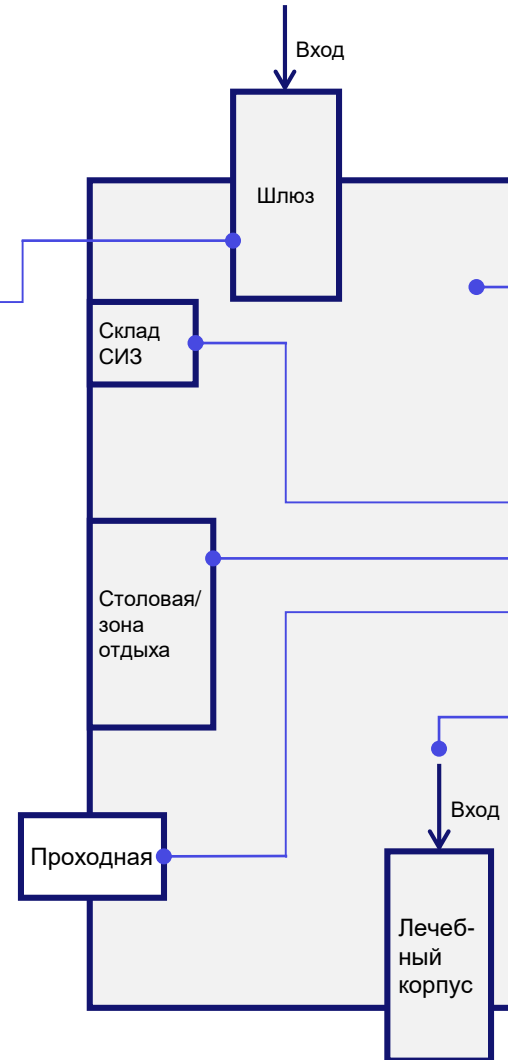 Вход
Шлюз
Склад
СИЗ
Столовая/
зона
отдыха
Вход
Проходная
Лечеб-
ный
корпус